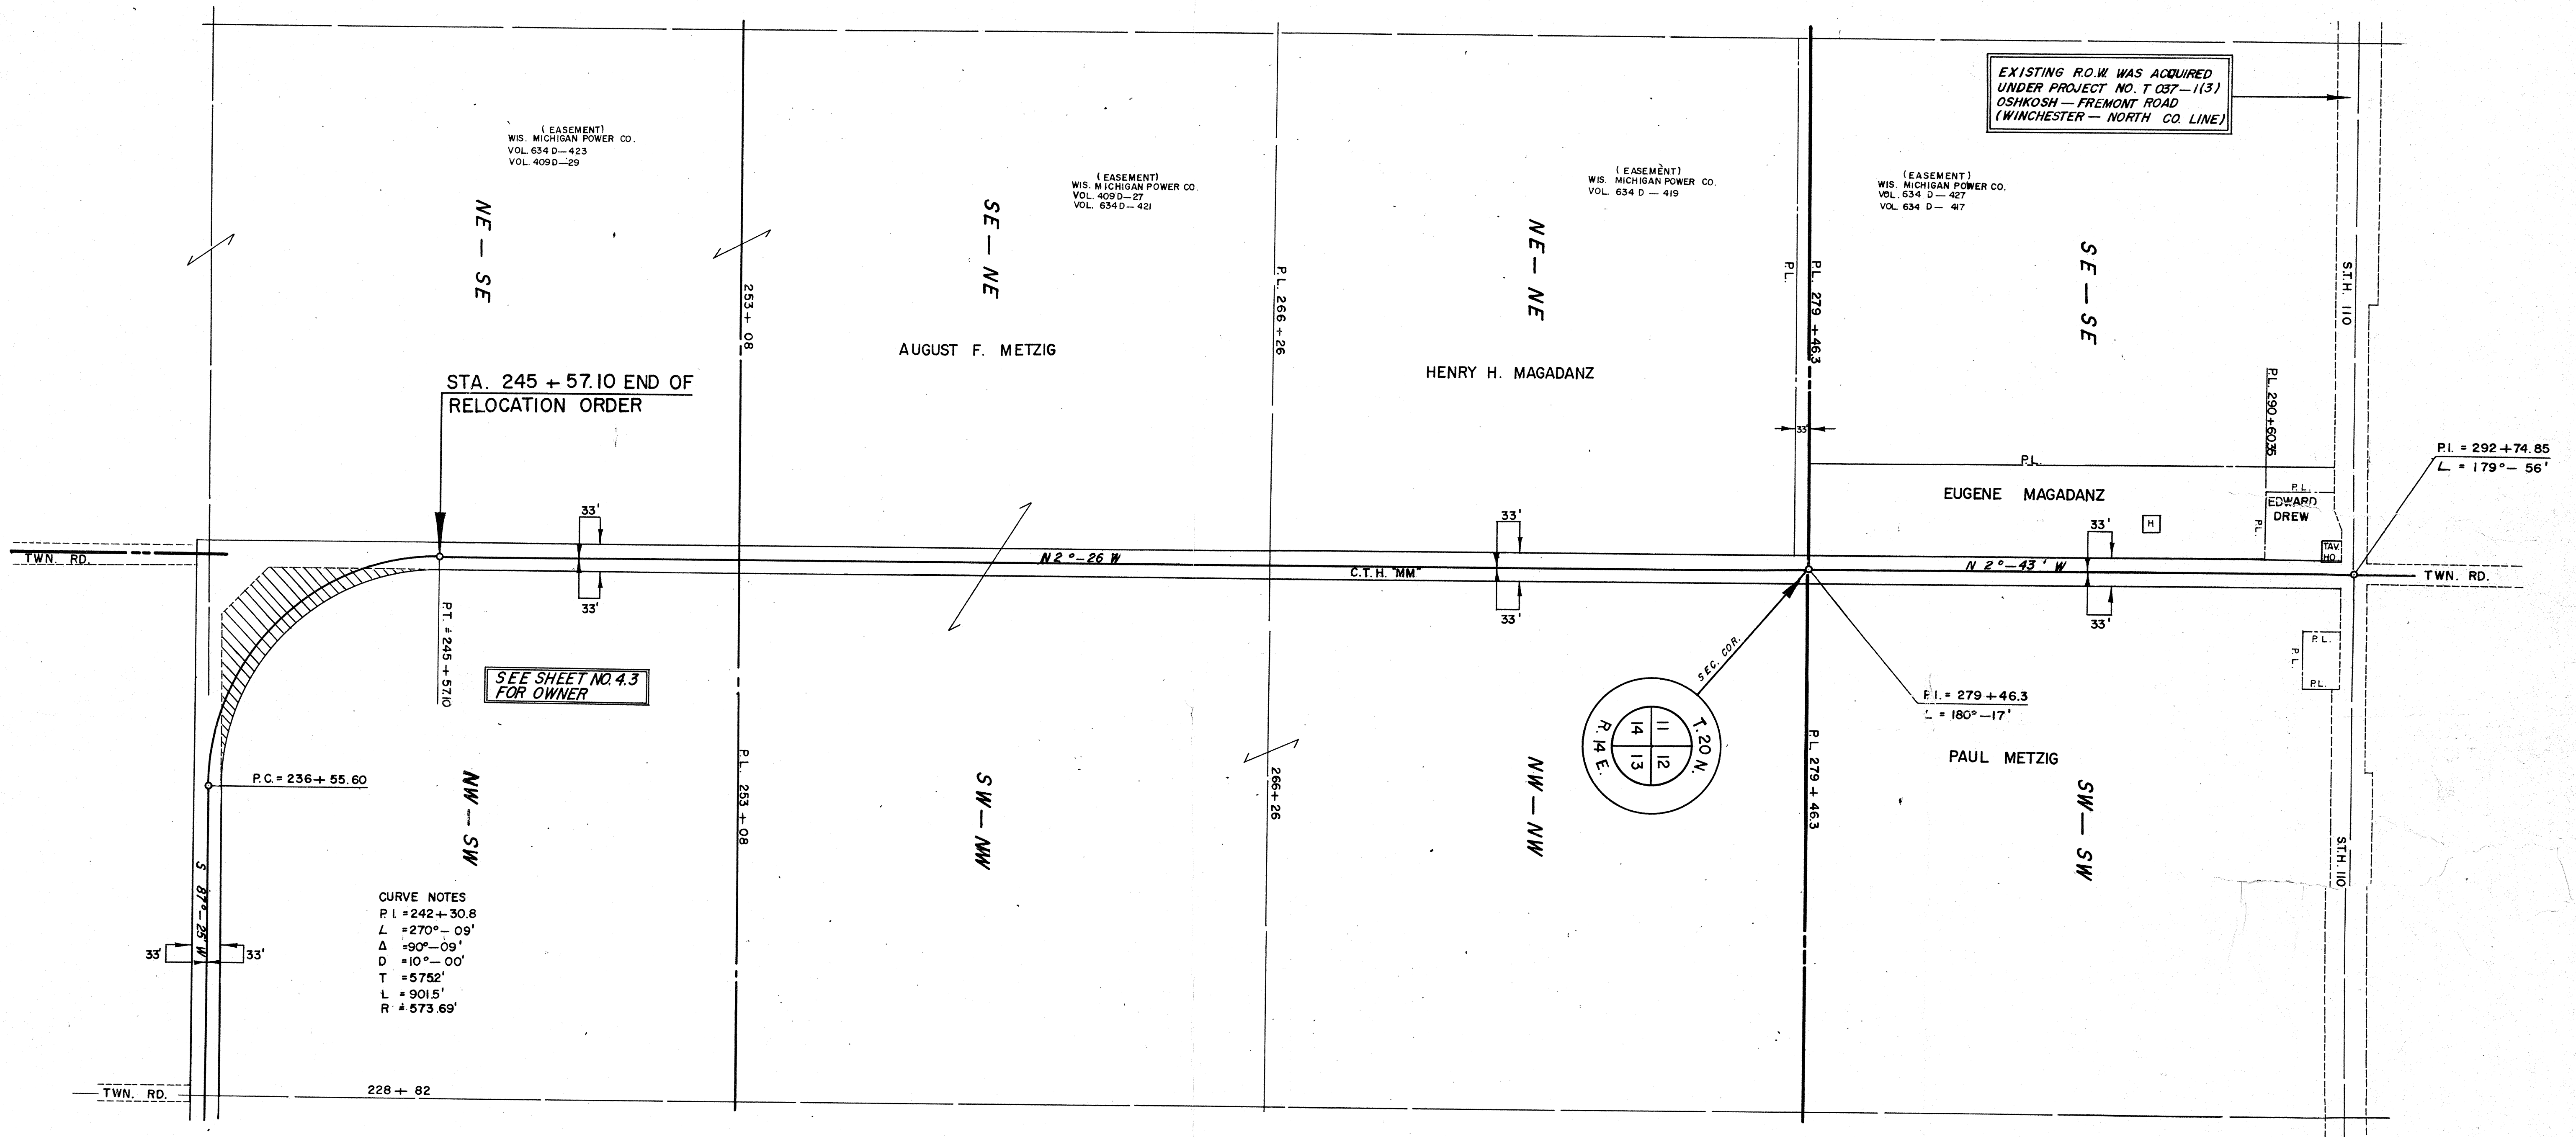 EXISTING R.O.W. WAS ACQUIRED
UNDER PROJECT NO. T 037—1(3)
OSHKOSH — FREMONT ROAD
(WINCHESTER — NORTH CO. LINE)
(EASEMENT)
WIS. MICHIGAN POWER CO.
VOL. 634 D—423
VOL. 409 D—29
(EASEMENT)
WIS. MICHIGAN POWER CO.
VOL. 409 D—27
VOL. 634 D—421
(EASEMENT)
WIS. MICHIGAN POWER CO.
VOL. 634 D — 419
(EASEMENT)
WIS. MICHIGAN POWER CO.
VOL. 634 D — 427
VOL. 634 D — 417
NE — SE
SE — NE
NE — NE
SE — SE
253 + 08
P.L. 266 + 26
P.L.
P.L. 279 + 46.3
S.T.H. 110
AUGUST F. METZIG
HENRY H. MAGADANZ
STA. 245 + 57.10 END OF
RELOCATION ORDER
33'
P.L. 290+60.35
P.I. = 292+74.85
∠ = 179°— 56'
P.L.
EUGENE MAGADANZ
P.L.
EDWARD
DREW
P.L.
H
TAV.
HO.
33'
33'
33'
TWN. RD.
N 2°—26 W
C.T.H. "MM"
N 2°—43' W
TWN. RD.
33'
33'
33'
P.T. = 245 + 57.10
SEE SHEET NO. 4.3
FOR OWNER
SEC. COR.
T. 20 N.
R. 14 E.
11
12
14
13
P.I. = 279 +46.3
∠ = 180°—17'
P.L.
P.L.
P.L.
PAUL METZIG
P.C. = 236+ 55.60
NW — SW
P.L. 253 + 08
SW — NW
266+26
NW — NW
P.L. 279 + 46.3
SW — SW
S.T.H. 110
S 87°—25' W
33'
33'
CURVE NOTES
P.I. = 242+30.8
∠ = 270°— 09'
Δ = 90°—09'
D = 10°— 00'
T = 575.2'
L = 901.5'
R = 573.69'
TWN. RD.
228 + 82